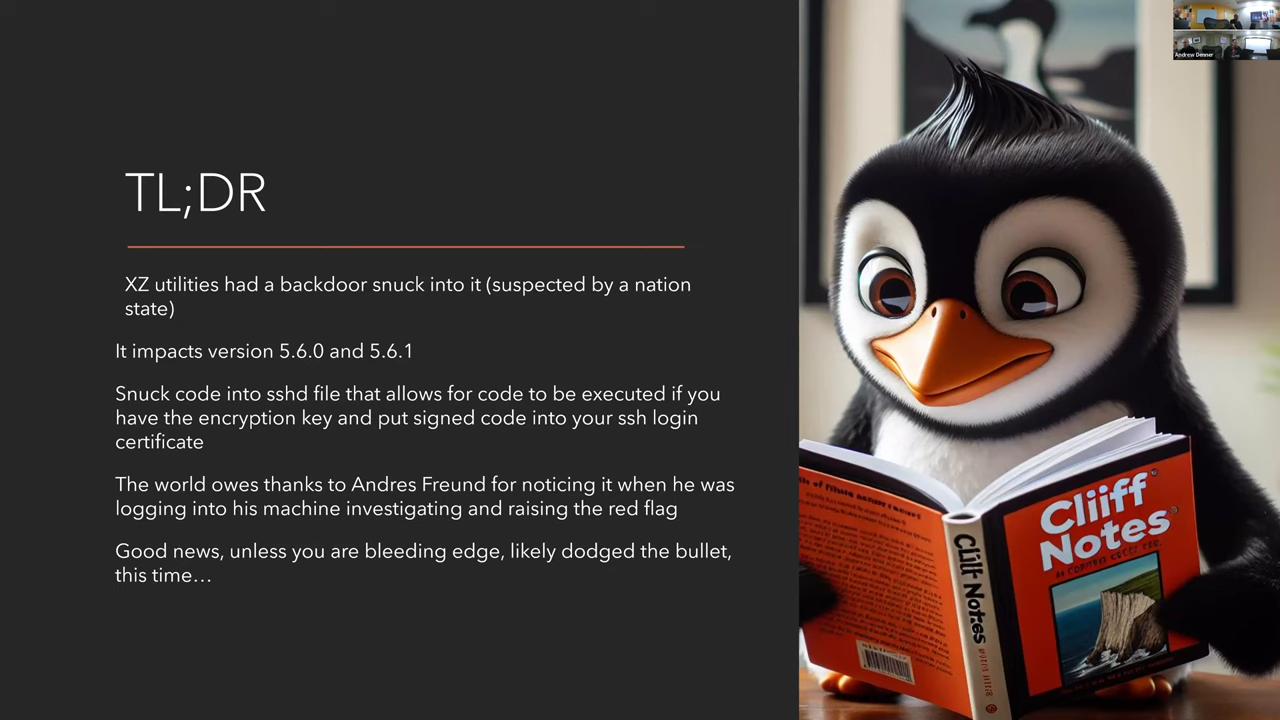 TL;DR
XZ utilities had a backdoor snuck into it (suspected by a nation
state)
It impacts version 5.6.0 and 5.6.1
Snuck code into sshd file that allows for code to be executed if you
have the encryption key and put signed code into your ssh login
certificate
The world owes thanks to Andres Freund for noticing it when he was
logging into his machine investigating and raising the red flag
Good news, unless you are bleeding edge, likely dodged the bullet,
this time…
Andrew Denner
Cliiff
Notes